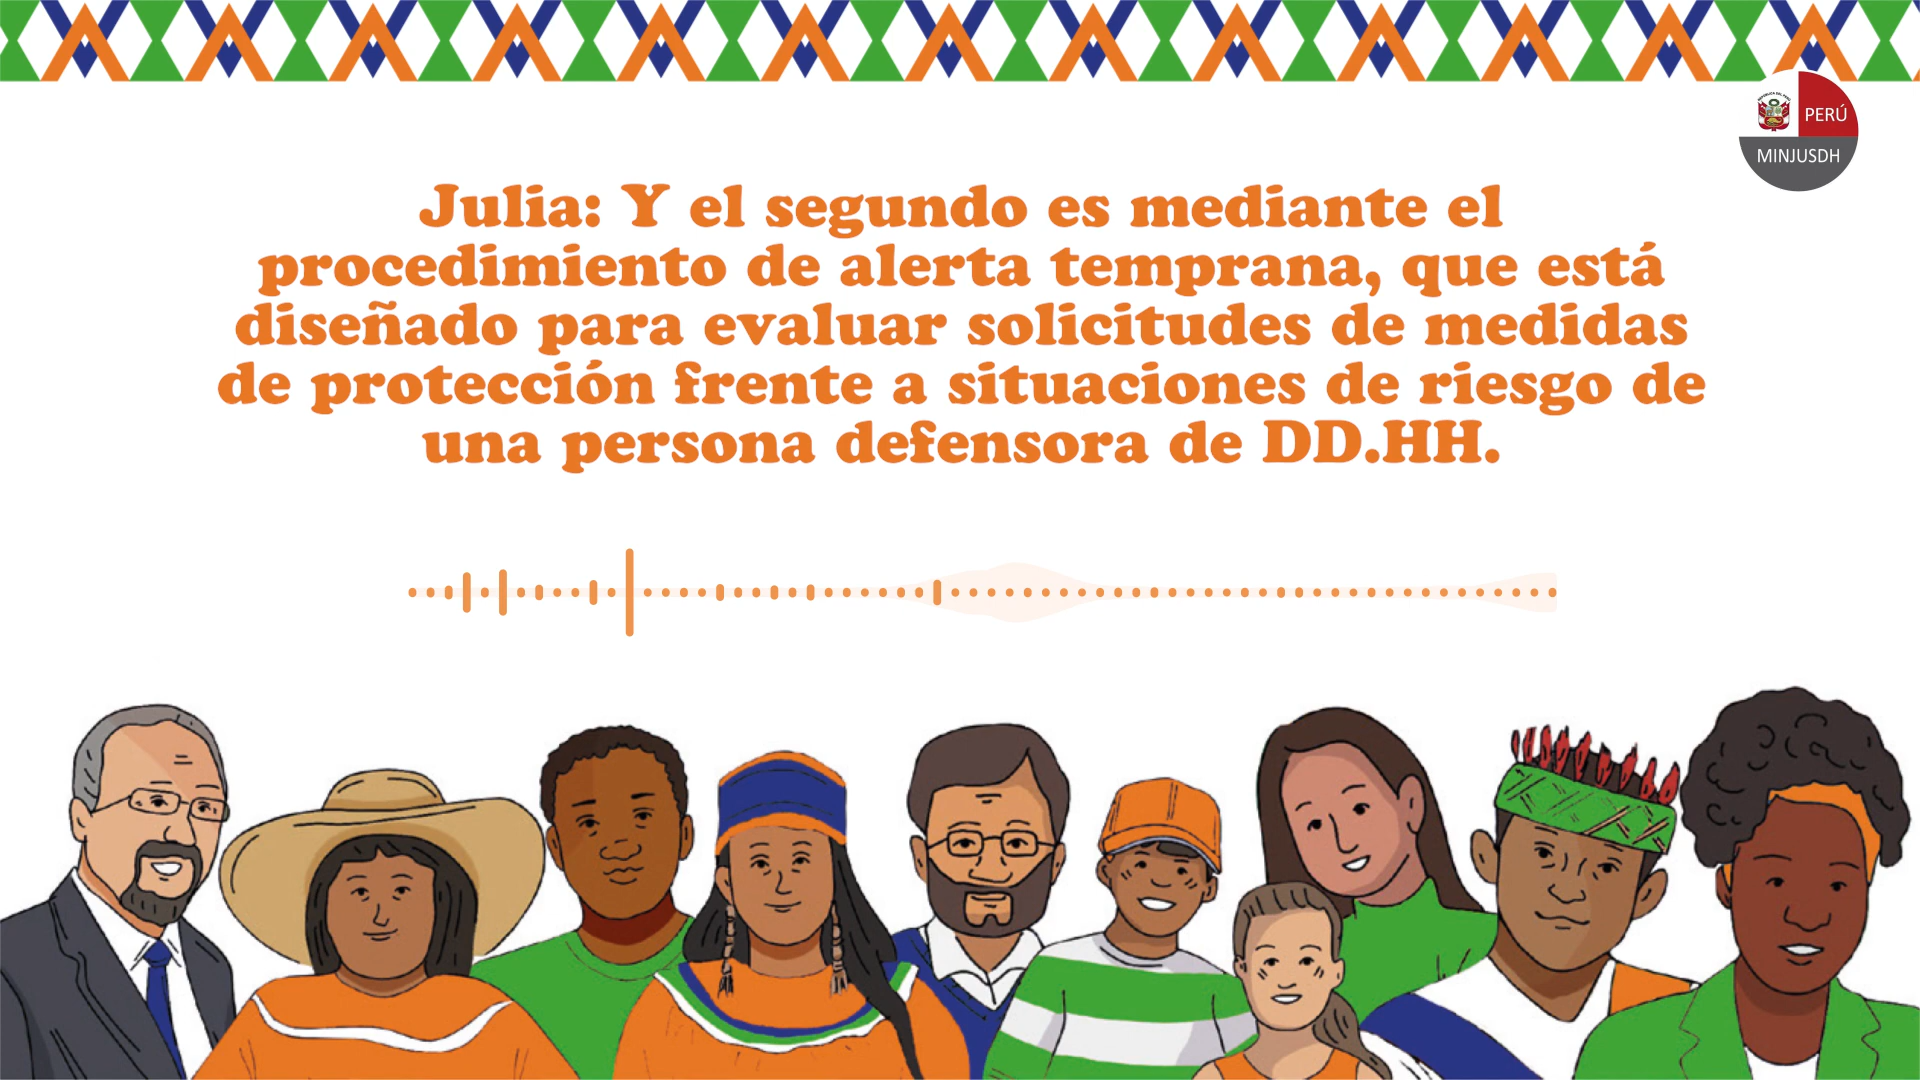 PERÚ
MINJUSDH
Julia: Y el segundo es mediante el
procedimiento de alerta temprana, que está
diseñado para evaluar solicitudes de medidas
de protección frente a situaciones de riesgo de
una persona defensora de DD.HH.